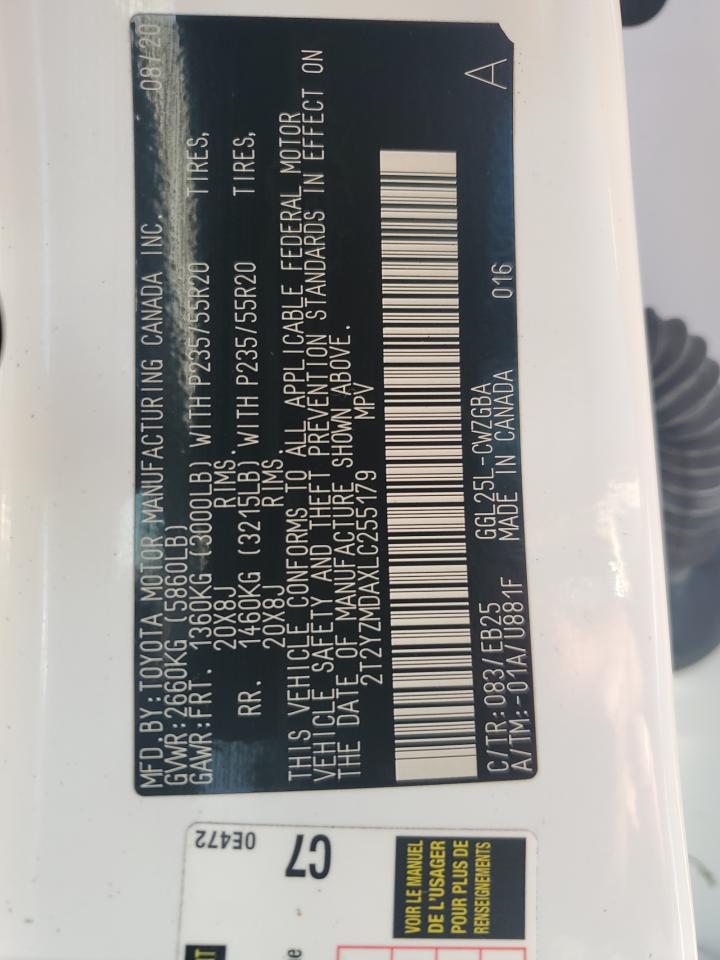 MFD.BY:TOYOTA MOTOR MANUFACTURING CANADA INC. 08/20
GVWR:2660KG (5860LB)
GAWR:FRT. 1360KG (3000LB) WITH P235/55R20 TIRES,
20X8J RIMS.
RR. 1460KG (3215LB) WITH P235/55R20 TIRES,
20X8J RIMS.
THIS VEHICLE CONFORMS TO ALL APPLICABLE FEDERAL MOTOR
VEHICLE SAFETY AND THEFT PREVENTION STANDARDS IN EFFECT ON
THE DATE OF MANUFACTURE SHOWN ABOVE.
2T2YZMDAXLC255179 MPV
A
C/TR:083/EB25 GGL25L-CWZGBA 016
A/TM:-01A/U881F MADE IN CANADA
0E472
C7
VOIR LE MANUEL
DE L'USAGER
POUR PLUS DE
RENSEIGNEMENTS